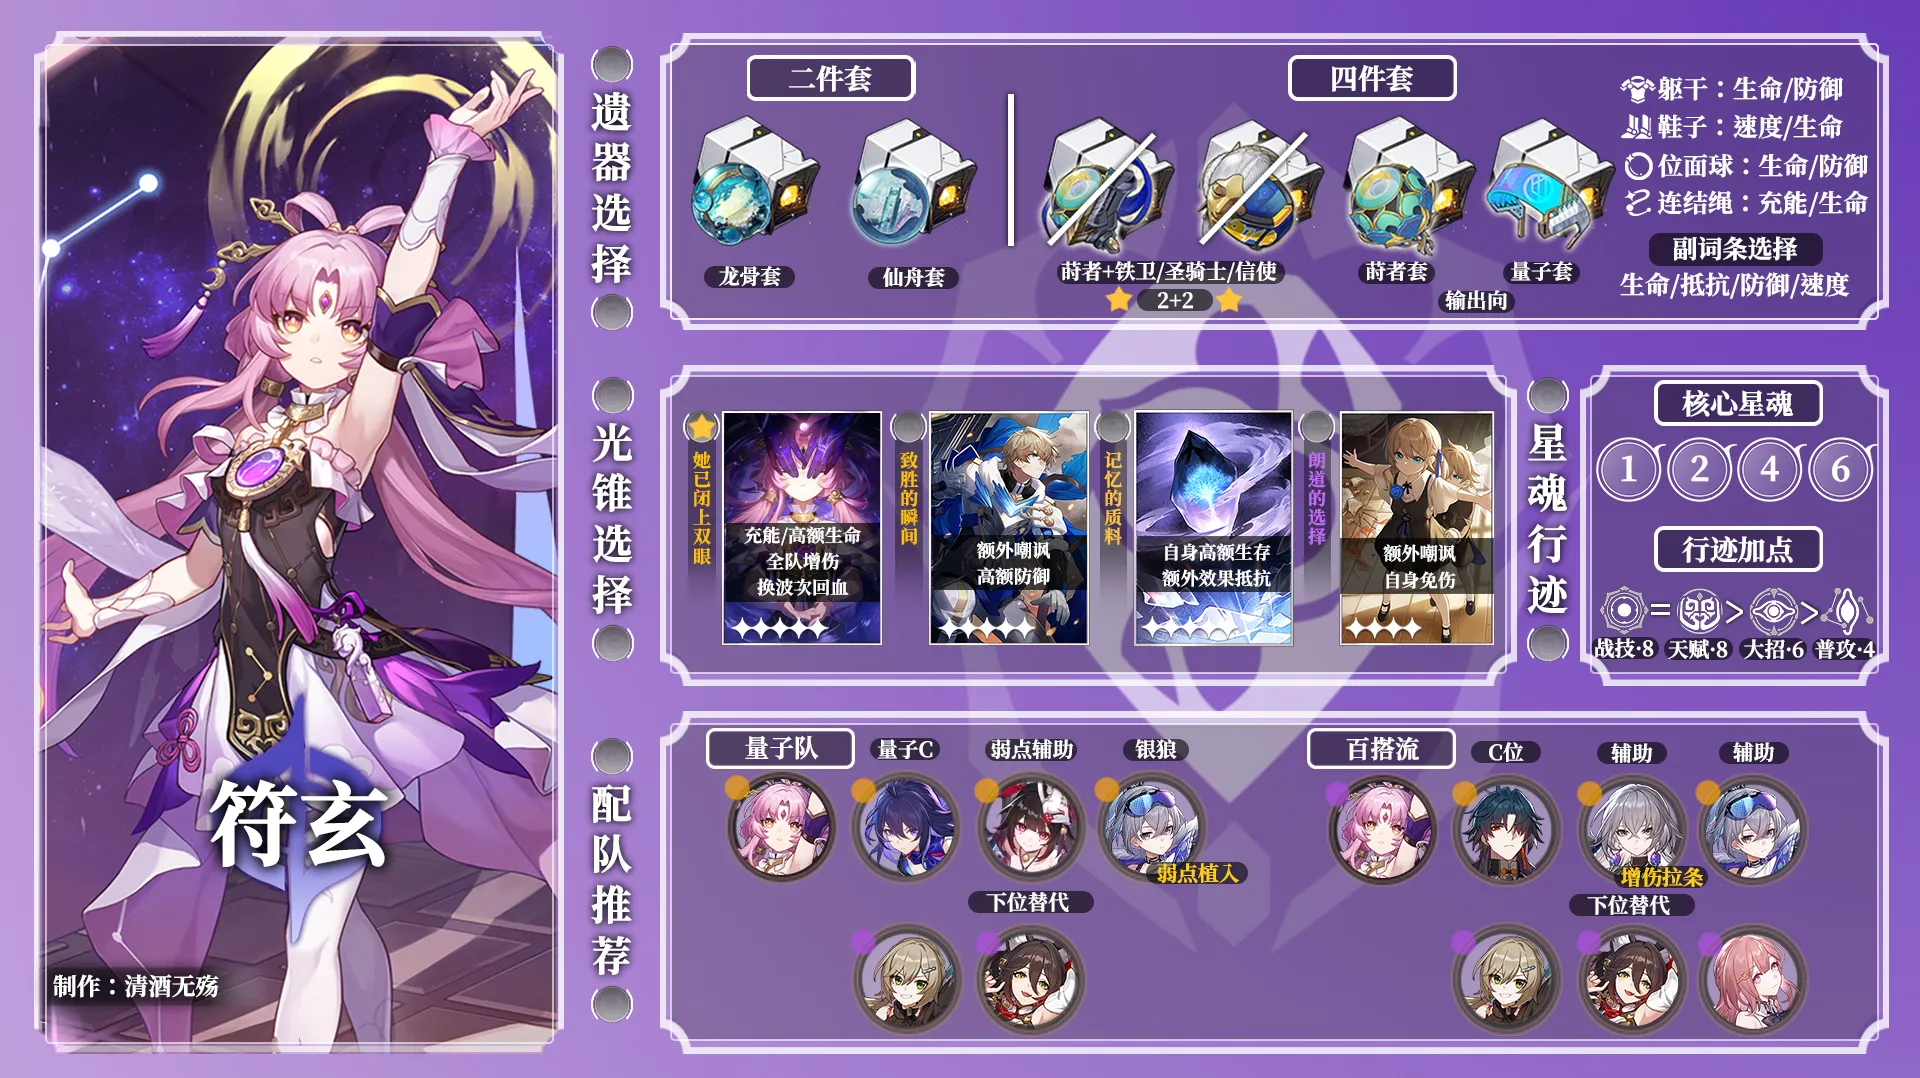 符玄
制作：清酒无殇
遗器选择
二件套
龙骨套
仙舟套
四件套
莳者+铁卫/圣骑士/信使
2+2
莳者套
量子套
输出向
躯干：生命/防御
鞋子：速度/生命
位面球：生命/防御
连结绳：充能/生命
副词条选择
生命/抵抗/防御/速度
光锥选择
她已闭上双眼
充能/高额生命
全队增伤
换波次回血
致胜的瞬间
额外嘲讽
高额防御
记忆的质料
自身高额生存
额外效果抵抗
朗道的选择
额外嘲讽
自身免伤
星魂行迹
核心星魂
1 2 4 6
行迹加点
= > >
战技·8 天赋·8 大招·6 普攻·4
配队推荐
量子队
量子C
弱点辅助
银狼
弱点植入
下位替代
百搭流
C位
辅助
辅助
增伤拉条
下位替代